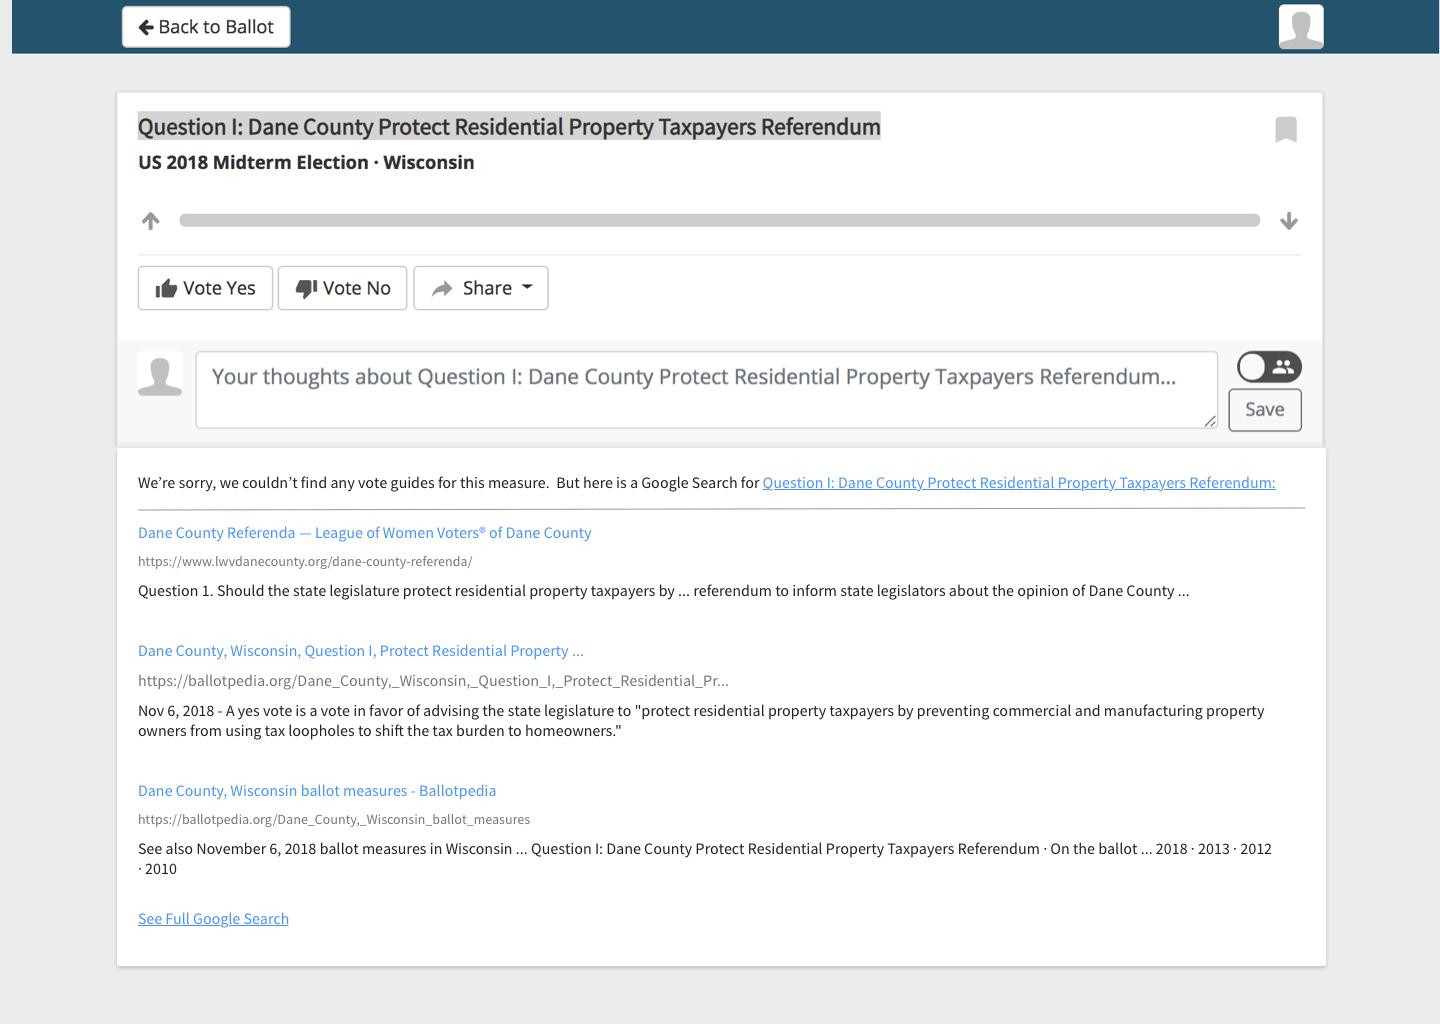 Back to Ballot
Question I: Dane County Protect Residential Property Taxpayers Referendum
US 2018 Midterm Election · Wisconsin
Vote Yes Vote No Share
Your thoughts about Question I: Dane County Protect Residential Property Taxpayers Referendum...
Save
We’re sorry, we couldn’t find any vote guides for this measure.  But here is a Google Search for Question I: Dane County Protect Residential Property Taxpayers Referendum:
Dane County Referenda — League of Women Voters® of Dane County
https://www.lwvdanecounty.org/dane-county-referenda/
Question 1. Should the state legislature protect residential property taxpayers by ... referendum to inform state legislators about the opinion of Dane County ...
Dane County, Wisconsin, Question I, Protect Residential Property ...
https://ballotpedia.org/Dane_County,_Wisconsin,_Question_I,_Protect_Residential_Pr...
Nov 6, 2018 - A yes vote is a vote in favor of advising the state legislature to "protect residential property taxpayers by preventing commercial and manufacturing property
owners from using tax loopholes to shift the tax burden to homeowners."
Dane County, Wisconsin ballot measures - Ballotpedia
https://ballotpedia.org/Dane_County,_Wisconsin_ballot_measures
See also November 6, 2018 ballot measures in Wisconsin ... Question I: Dane County Protect Residential Property Taxpayers Referendum · On the ballot ... 2018 · 2013 · 2012
· 2010
See Full Google Search